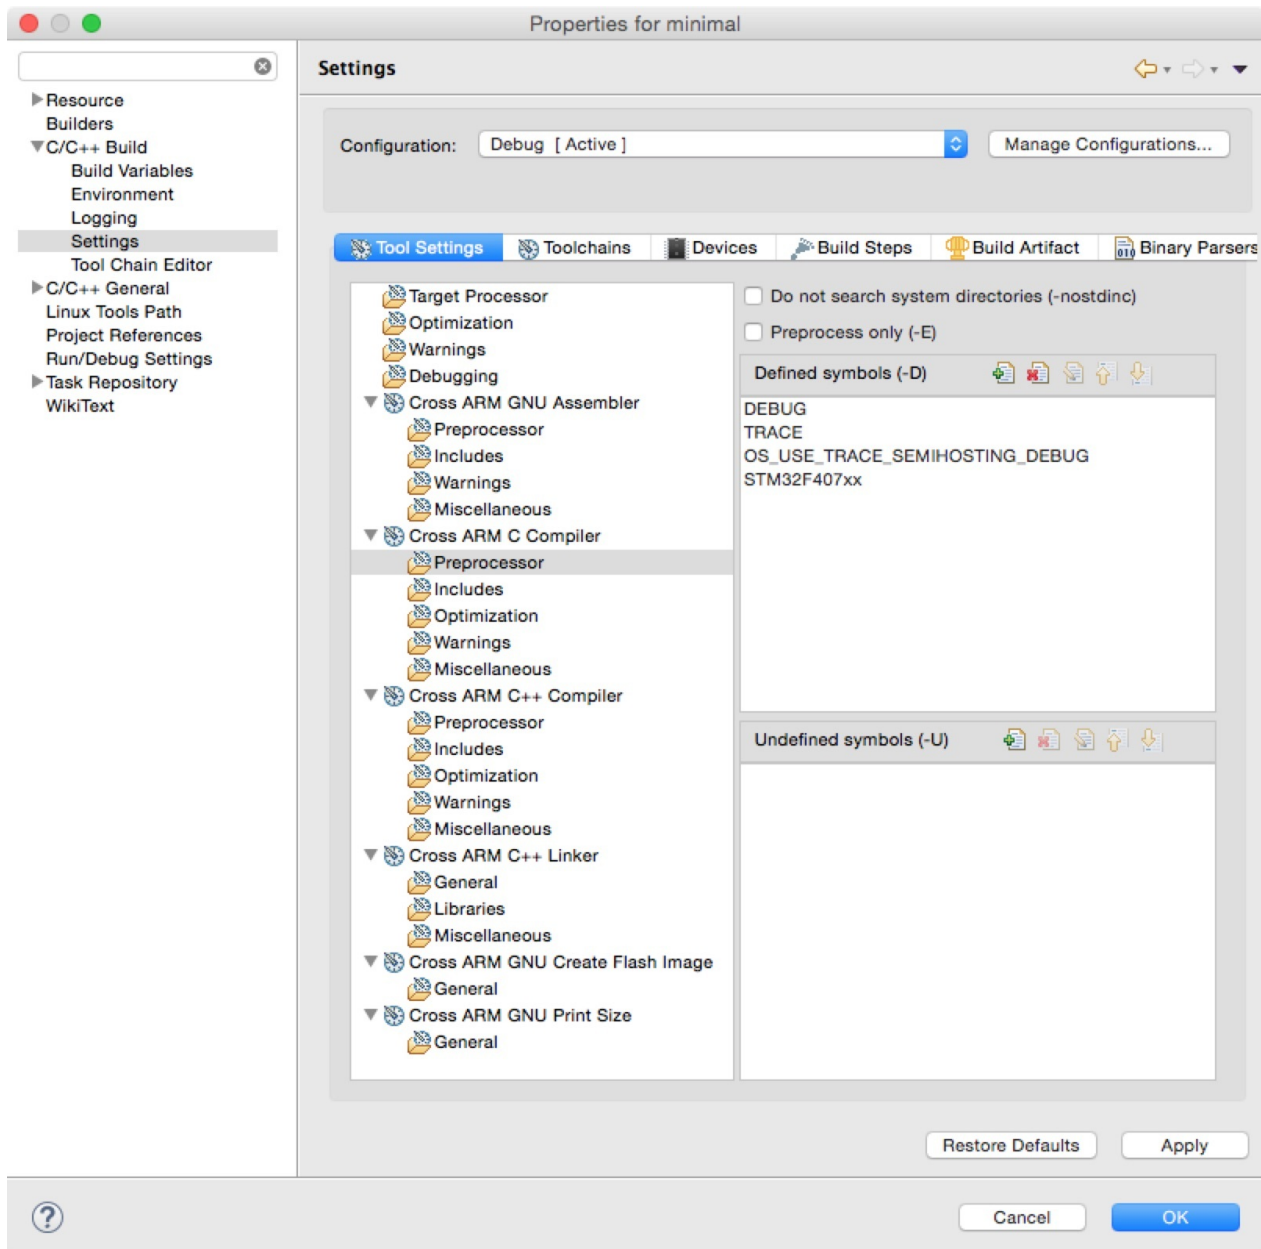 Properties for minimal
Settings
Resource
Builders
C/C++ Build
Build Variables
Environment
Logging
Settings
Tool Chain Editor
C/C++ General
Linux Tools Path
Project References
Run/Debug Settings
Task Repository
WikiText
Configuration: Debug [ Active ] Manage Configurations...
Tool Settings Toolchains Devices Build Steps Build Artifact Binary Parsers
Target Processor
Optimization
Warnings
Debugging
Cross ARM GNU Assembler
Preprocessor
Includes
Warnings
Miscellaneous
Cross ARM C Compiler
Preprocessor
Includes
Optimization
Warnings
Miscellaneous
Cross ARM C++ Compiler
Preprocessor
Includes
Optimization
Warnings
Miscellaneous
Cross ARM C++ Linker
General
Libraries
Miscellaneous
Cross ARM GNU Create Flash Image
General
Cross ARM GNU Print Size
General
Do not search system directories (-nostdinc)
Preprocess only (-E)
Defined symbols (-D)
DEBUG
TRACE
OS_USE_TRACE_SEMIHOSTING_DEBUG
STM32F407xx
Undefined symbols (-U)
Restore Defaults Apply
? Cancel OK